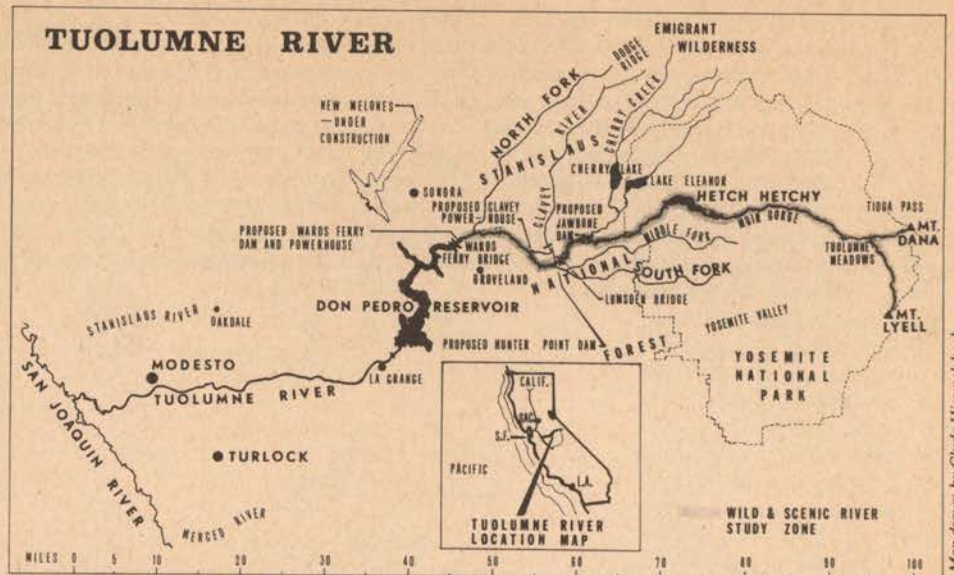 TUOLUMNE RIVER
EMIGRANT
WILDERNESS
DODGE
RIDGE
NORTH FORK
NEW MELONES
—UNDER
CONSTRUCTION
STANISLAUS
CLAVEY
RIVER
CHERRY CREEK
CHERRY LAKE
LAKE ELEANOR
SONORA
PROPOSED CLAVEY
POWER-HOUSE
PROPOSED
JAWBONE
DAM
HETCH HETCHY
MUIR GORGE
TIOGA PASS
MT.
DANA
PROPOSED WARDS FERRY
DAM AND POWERHOUSE
WARDS
FERRY BRIDGE
GROVELAND
NATIONAL
MIDDLE FORK
SOUTH FORK
TUOLUMNE
MEADOWS
LUMSDEN BRIDGE
DON PEDRO RESERVOIR
MT.
LYELL
STANISLAUS RIVER
OAKDALE
PROPOSED HUNTER POINT DAM
FOREST
YOSEMITE VALLEY
YOSEMITE
NATIONAL
PARK
MODESTO
LA GRANGE
TUOLUMNE RIVER
SAN JOAQUIN RIVER
TURLOCK
MERCED RIVER
CALIF.
SAC.
S.F.
PACIFIC
L.A.
TUOLUMNE RIVER
LOCATION MAP
WILD & SCENIC RIVER
STUDY ZONE
MILES 0 5 10 20 30 40 50 60 70 80 90 100